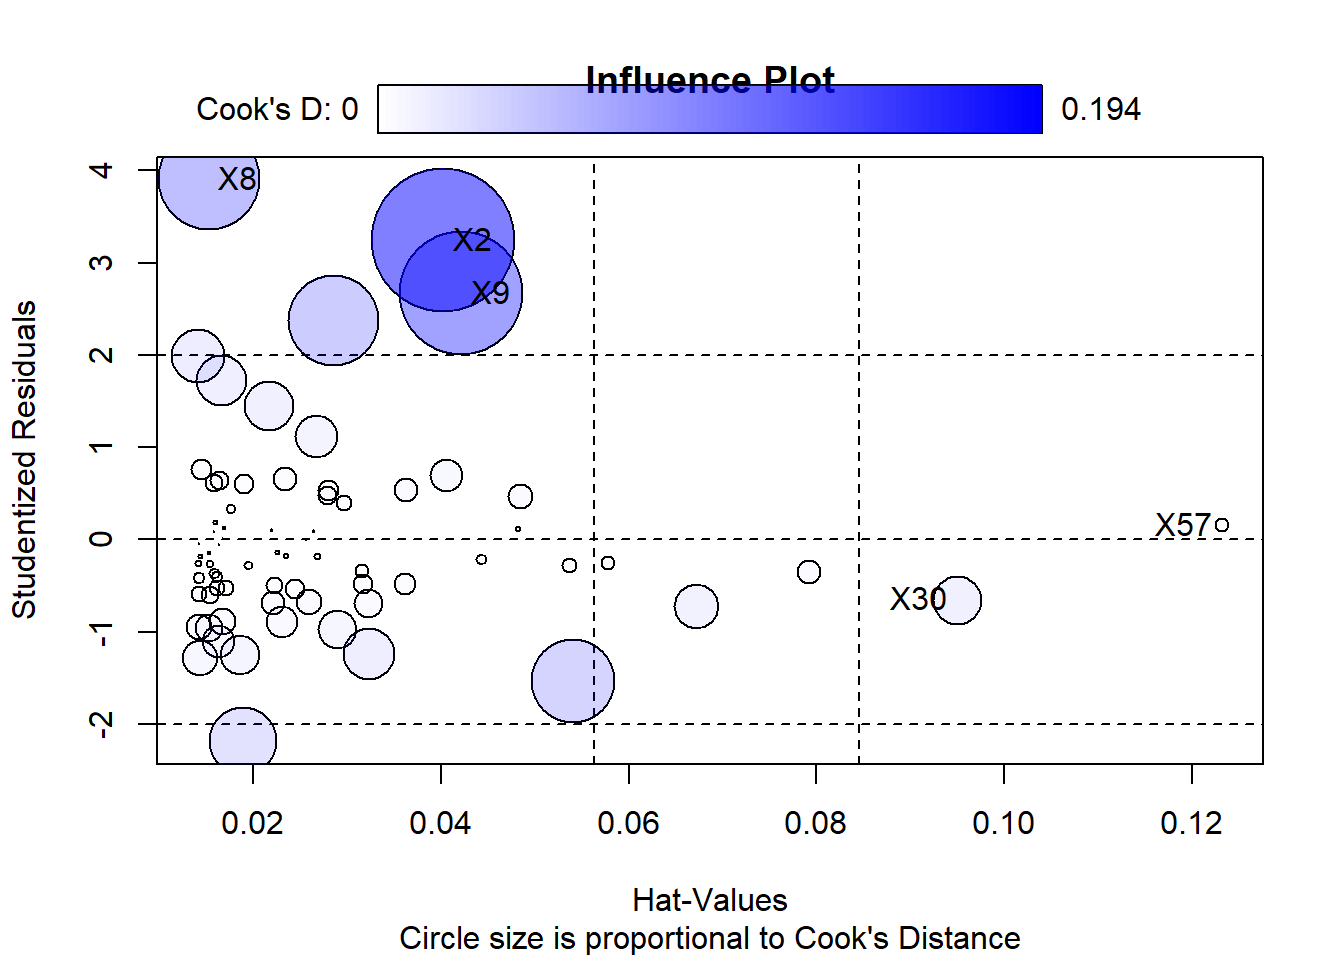 Influence Plot
Cook's D: 0
0.194
4
3
2
1
0
-1
-2
X8
X2
X9
X57
X30
Studentized Residuals
0.02
0.04
0.06
0.08
0.10
0.12
Hat-Values
Circle size is proportional to Cook's Distance